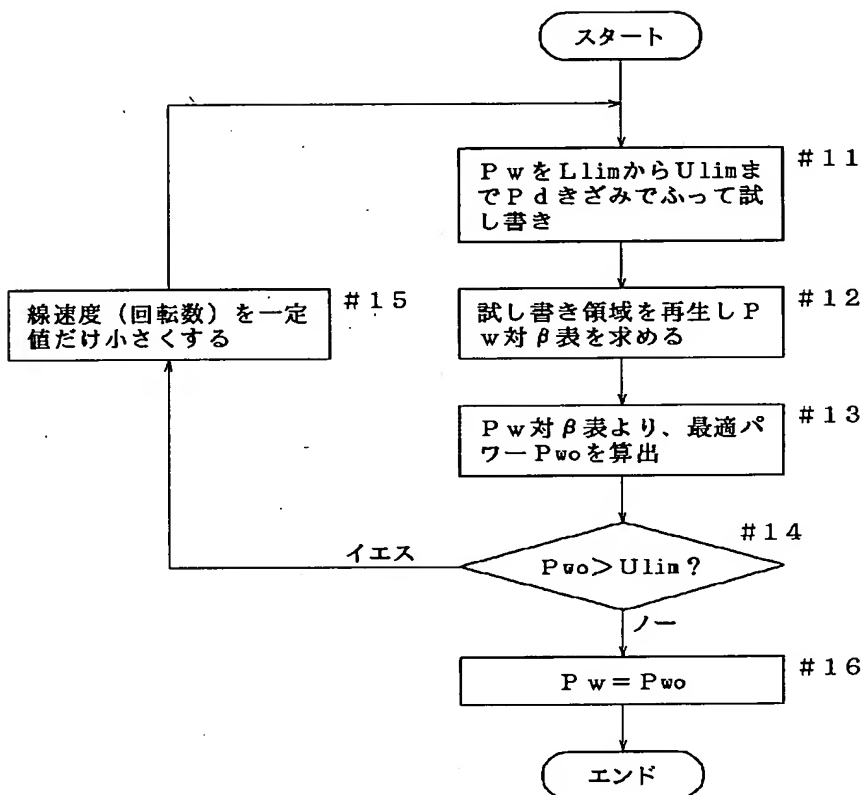 スタート
PwをLlimからUlimま
でPdきざみでふって試
し書き
#11
線速度(回転数)を一定
値だけ小さくする
#15
試し書き領域を再生しP
w対β表を求める
#12
Pw対β表より、最適パ
ワーPwoを算出
#13
#14
イエス
Pwo>Ulim?
ノー
Pw=Pwo
#16
エンド